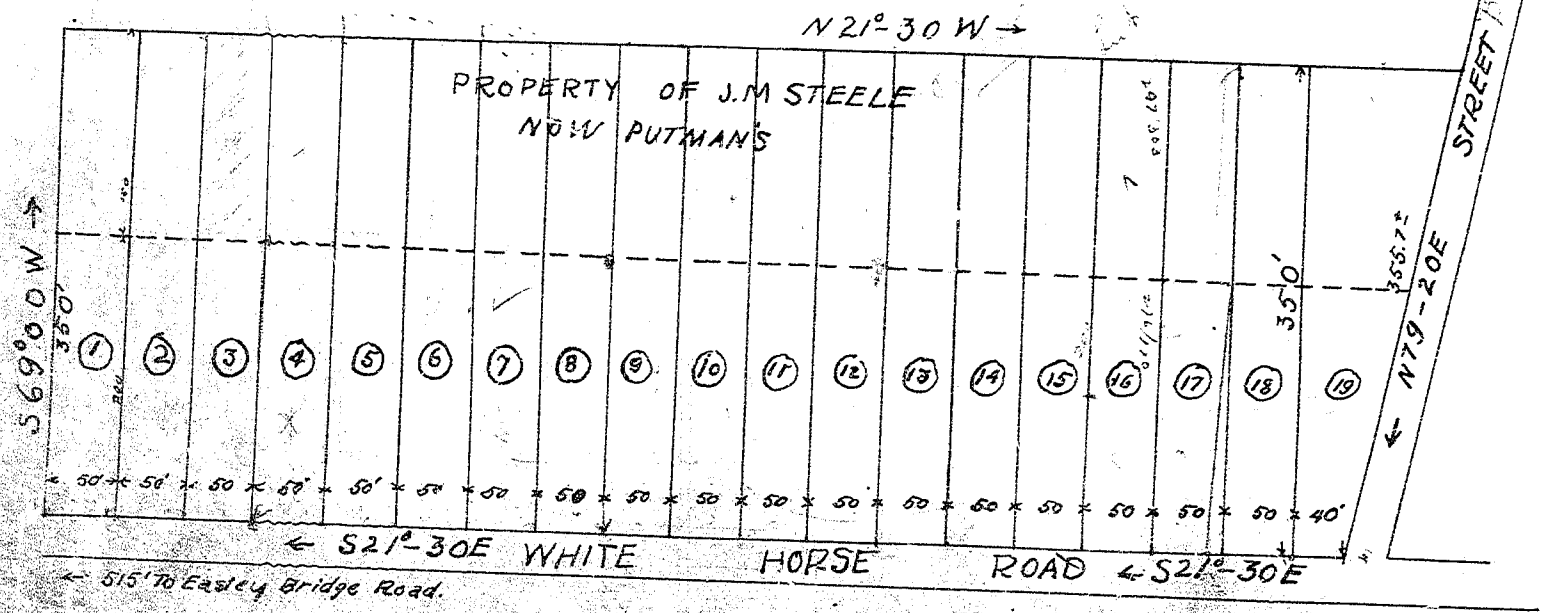 N 21°-30 W →
PROPERTY OF J.M STEELE
NOW PUTMAN'S
STREET
S 69°00 W →
350'
350'
355.7±
← N79-20E
1 2 3 4 5 6 7 8 9 10 11 12 13 14 15 16 17 18 19
50 50' 50 50' 50' 50 50 50 50 50 50 50 50 50 50 50 50 50 40'
← S21°-30E WHITE HORSE ROAD ← S21°-30E
← 515' To Easley Bridge Road.